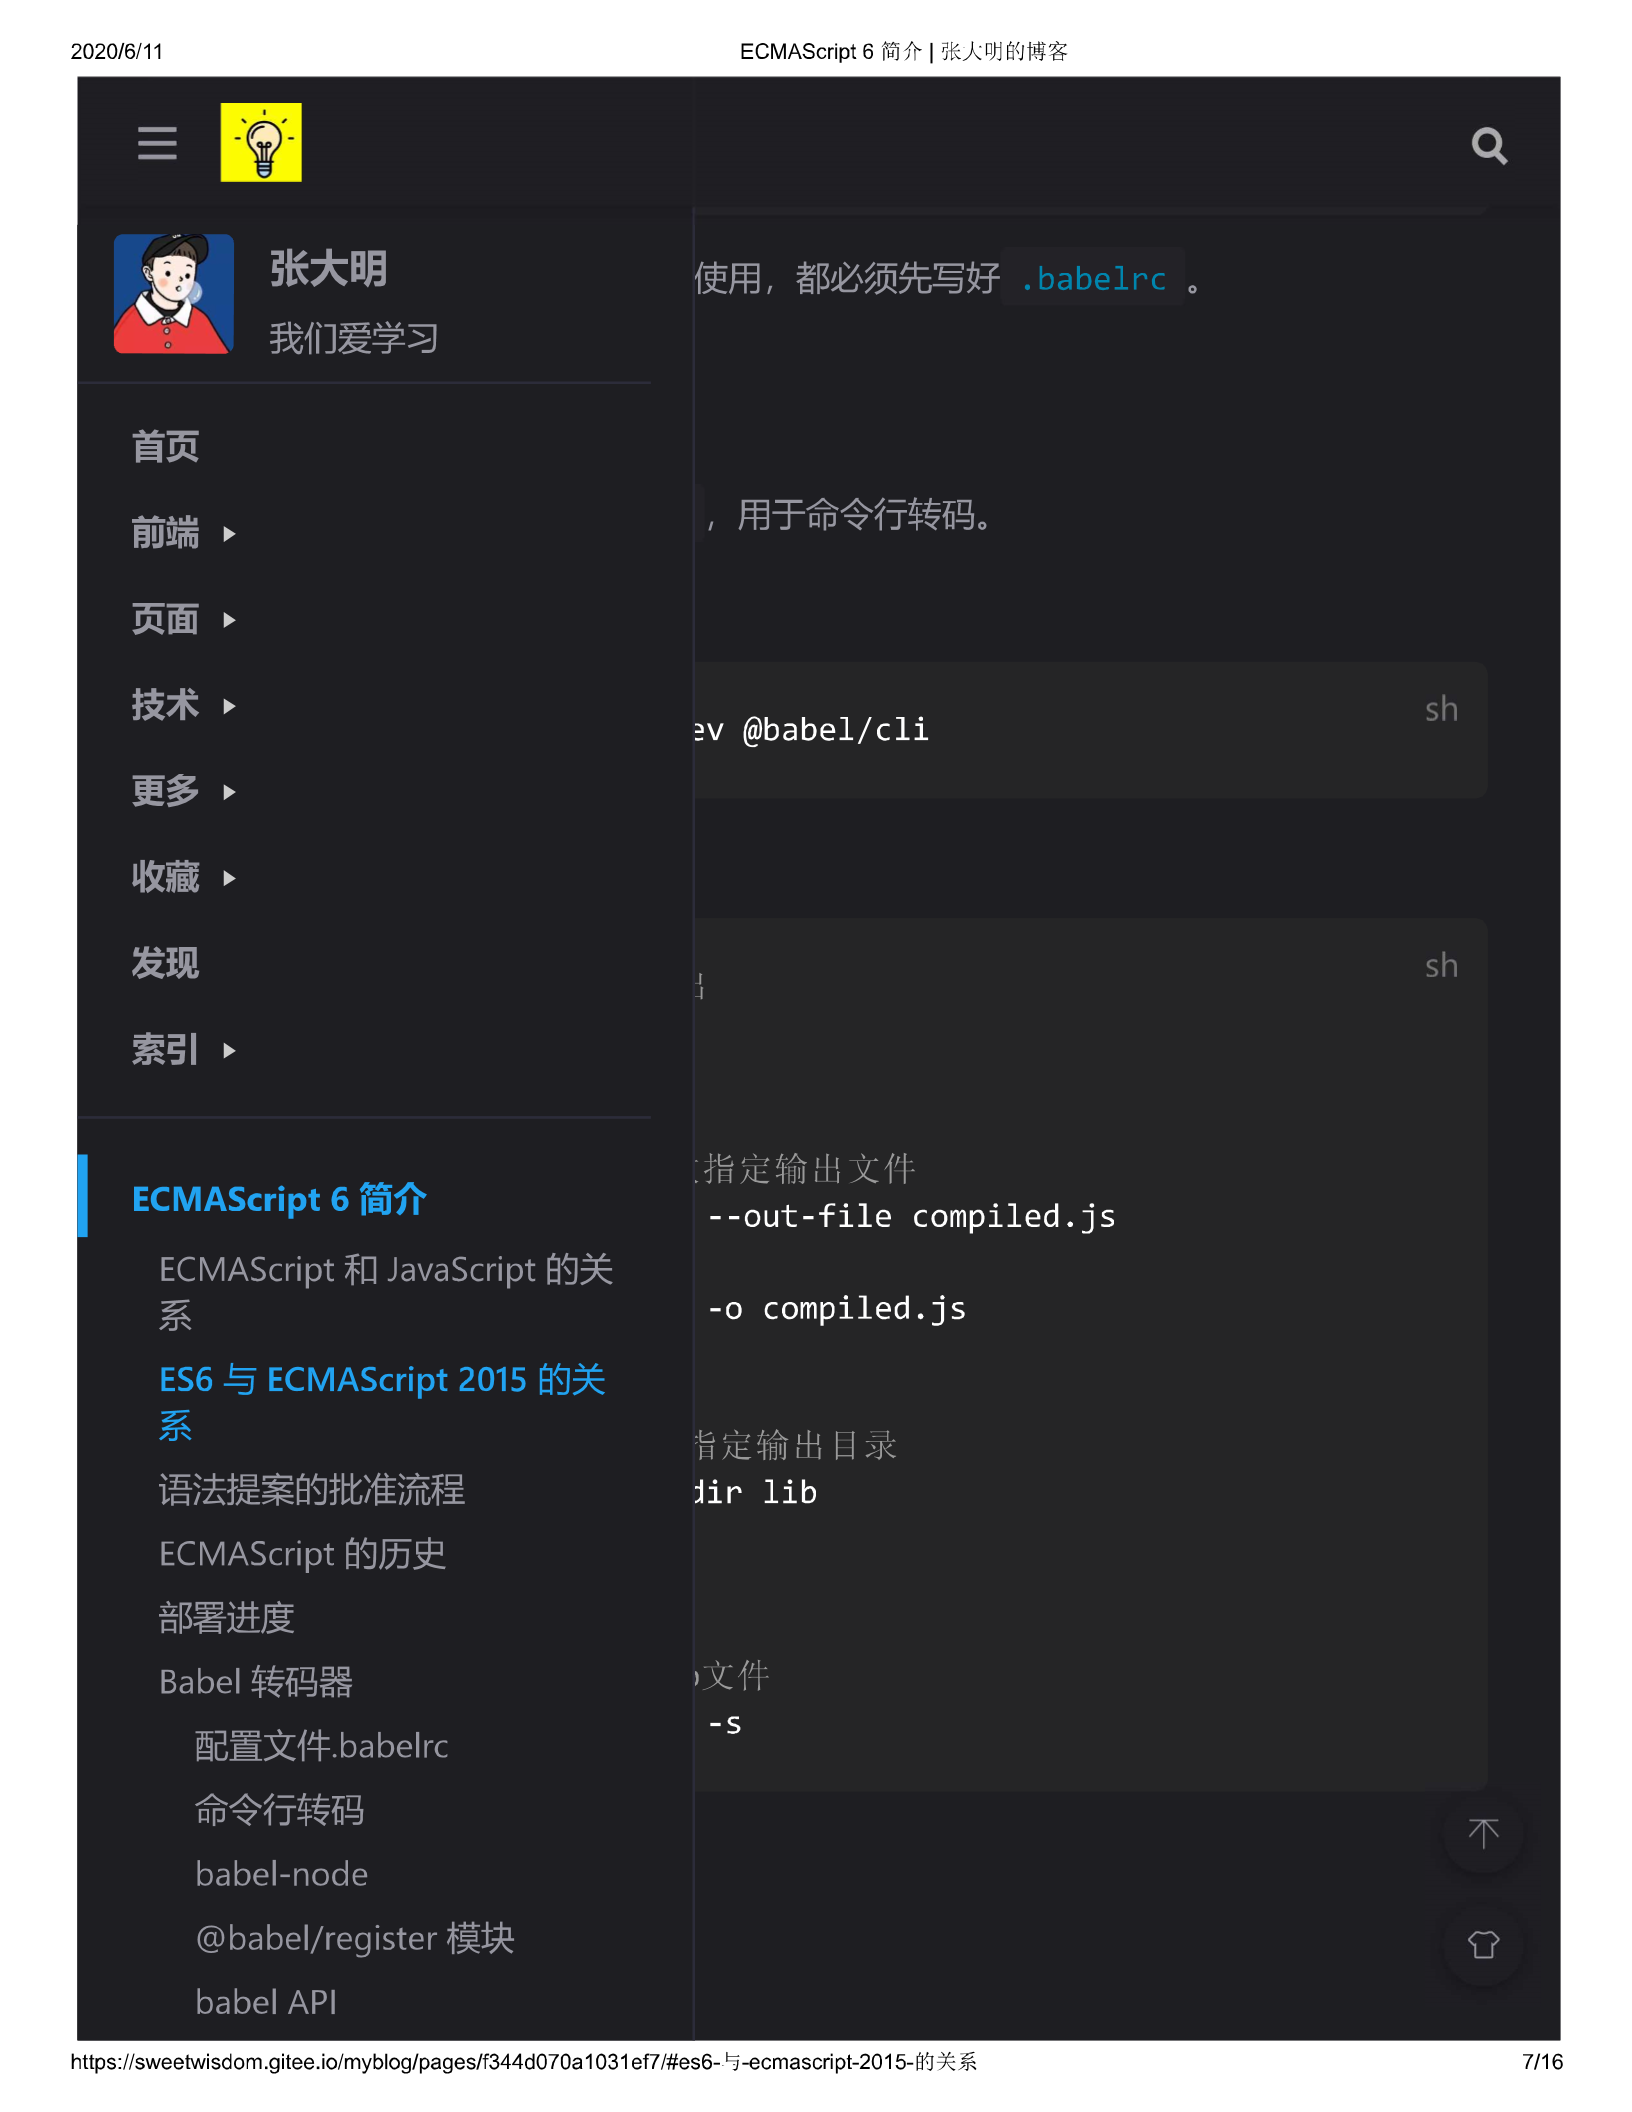 2020/6/11
ECMAScript 6 简介 | 张大明的博客
张大明
我们爱学习
首页
前端
页面
技术
更多
收藏
发现
索引
ECMAScript 6 简介
ECMAScript 和 JavaScript 的关
系
ES6 与 ECMAScript 2015 的关
系
语法提案的批准流程
ECMAScript 的历史
部署进度
Babel 转码器
配置文件.babelrc
命令行转码
babel-node
@babel/register 模块
babel API
使用，都必须先写好 .babelrc 。
，用于命令行转码。
sh
ev @babel/cli
sh
指定输出文件
--out-file compiled.js
-o compiled.js
指定输出目录
dir lib
文件
-s
https://sweetwisdom.gitee.io/myblog/pages/f344d070a1031ef7/#es6-与-ecmascript-2015-的关系
7/16